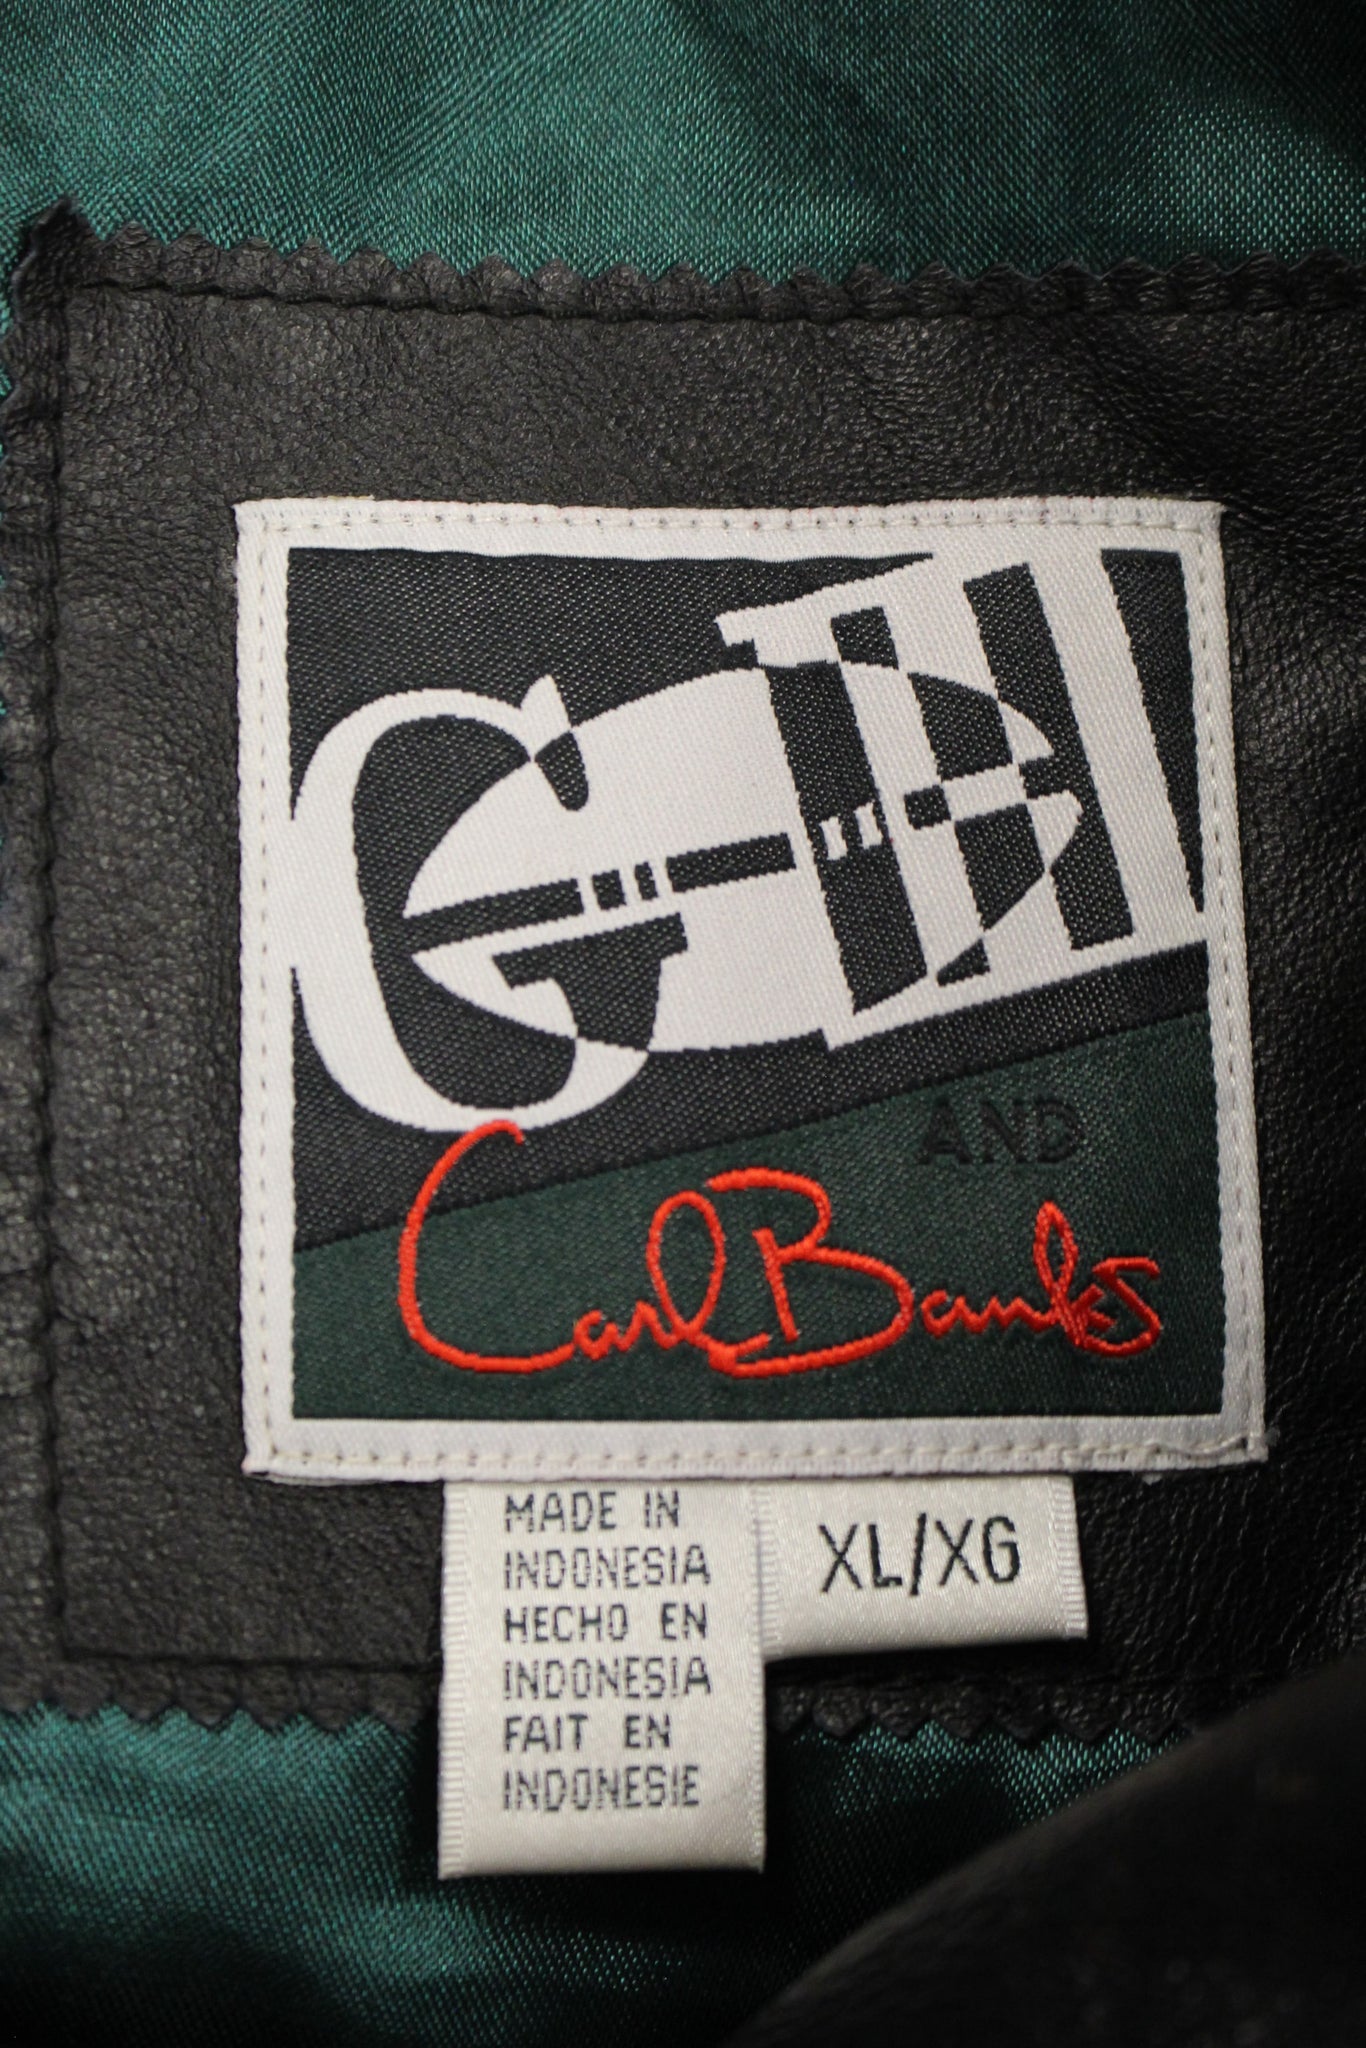 G-III
AND
Carl Banks
MADE IN
INDONESIA
HECHO EN
INDONESIA
FAIT EN
INDONESIE
XL/XG